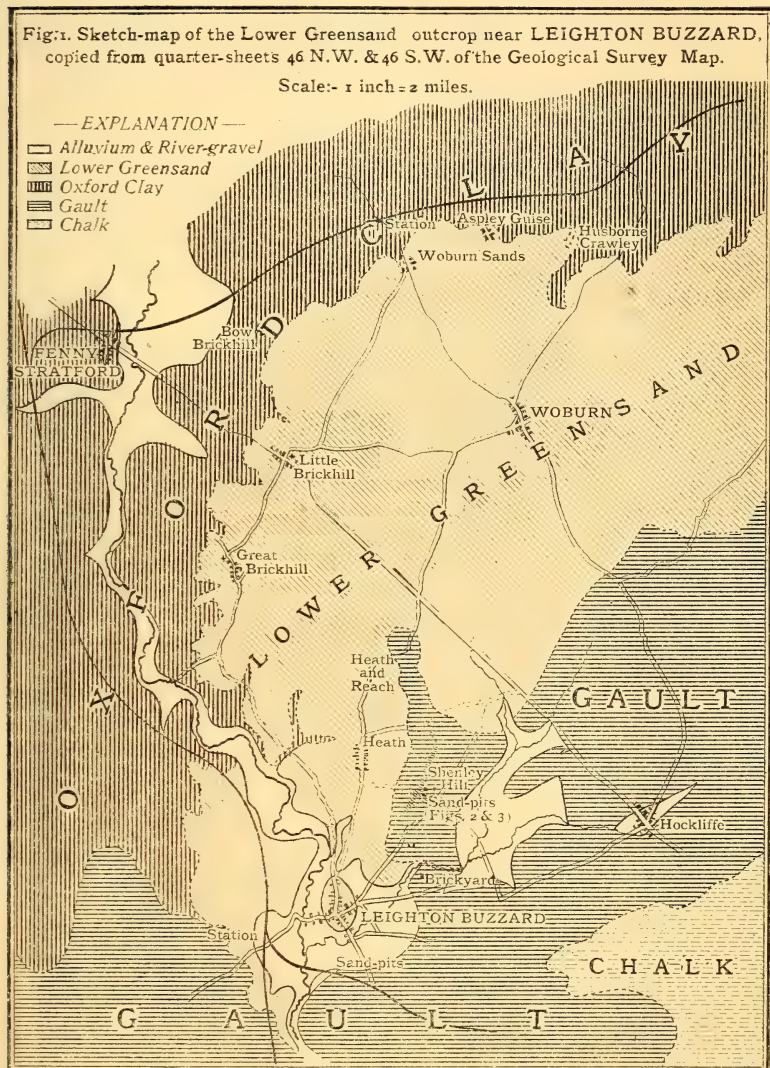 Fig:1. Sketch-map of the Lower Greensand outcrop near LEIGHTON BUZZARD,
copied from quarter-sheets 46 N.W. & 46 S.W. of the Geological Survey Map.
Scale:- 1 inch = 2 miles.
— EXPLANATION —
Alluvium & River-gravel
Lower Greensand
Oxford Clay
Gault
Chalk
OXFORD CLAY
Station
Aspley Guise
Husborne
Crawley
Woburn Sands
Bow
Brickhill
FENNY
STRATFORD
WOBURN
Little
Brickhill
LOWER GREENSAND
Great
Brickhill
Heath
and
Reach
GAULT
Heath
Shenley
Hill
Sand-pits
(Figs. 2 & 3)
Hockliffe
Brickyard
LEIGHTON BUZZARD
Station
Sand-pits
CHALK
GAULT